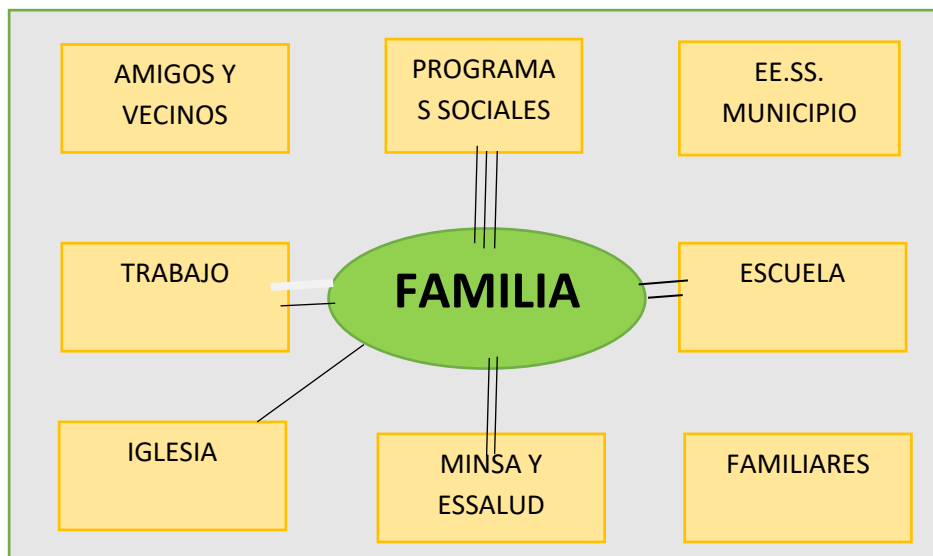 AMIGOS Y
VECINOS
PROGRAMA
S SOCIALES
EE.SS.
MUNICIPIO
TRABAJO
FAMILIA
ESCUELA
IGLESIA
MINSA Y
ESSALUD
FAMILIARES